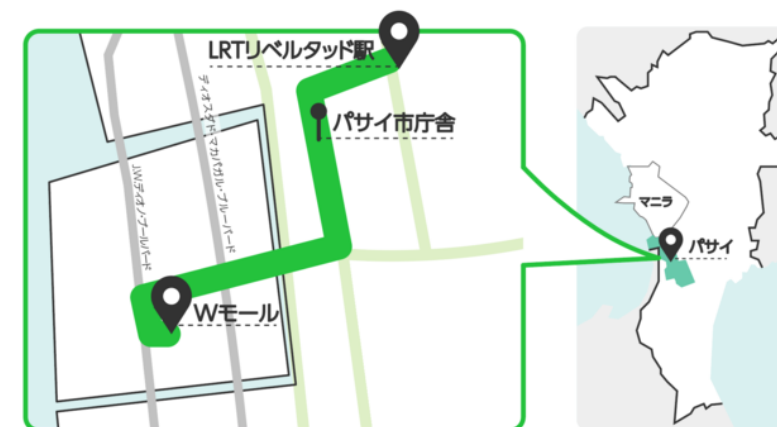 LRTリベルタッド駅
パサイ市庁舎
ディオスダド・マカパガル・ブルーバード
J.W.ディオノ・ブールバード
Wモール
マニラ
パサイ